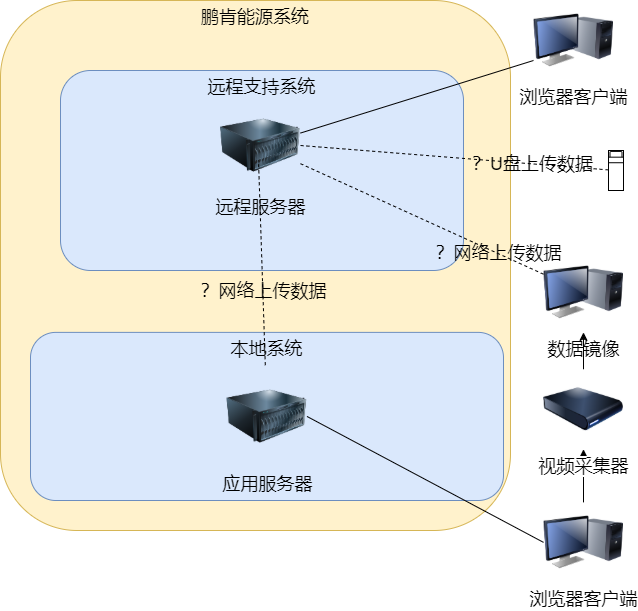 鹏肯能源系统
远程支持系统
浏览器客户端
？U盘上传数据
远程服务器
？网络上传数据
？网络上传数据
本地系统
数据镜像
视频采集器
应用服务器
浏览器客户端